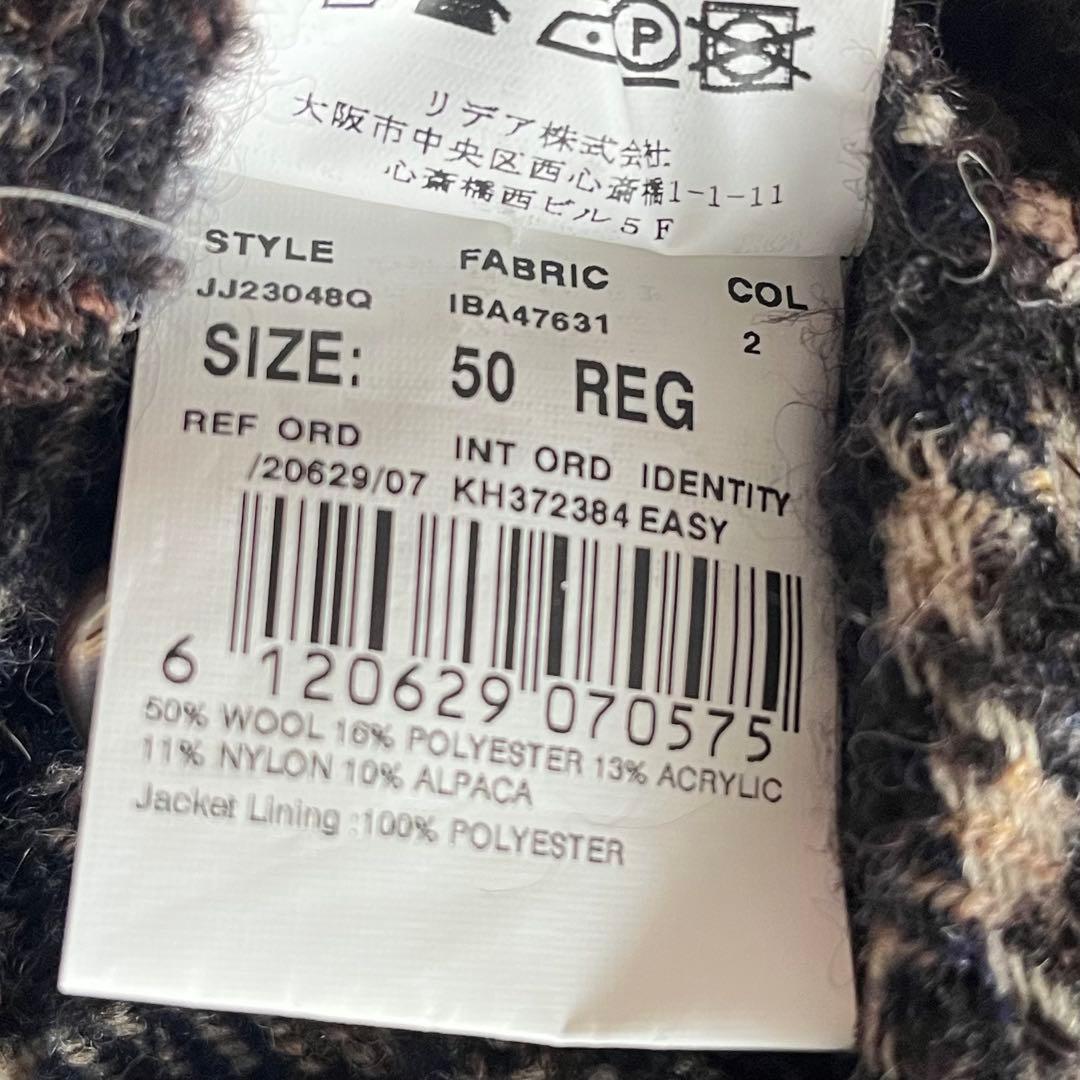 P
リデア株式会社
大阪市中央区西心斎橋1-1-11
心斎橋西ビル5F
STYLE FABRIC COL
JJ23048Q IBA47631 2
SIZE: 50 REG
REF ORD INT ORD IDENTITY
/20629/07 KH372384 EASY
6 120629 070575
50% WOOL 16% POLYESTER 13% ACRYLIC
11% NYLON 10% ALPACA
Jacket Lining :100% POLYESTER